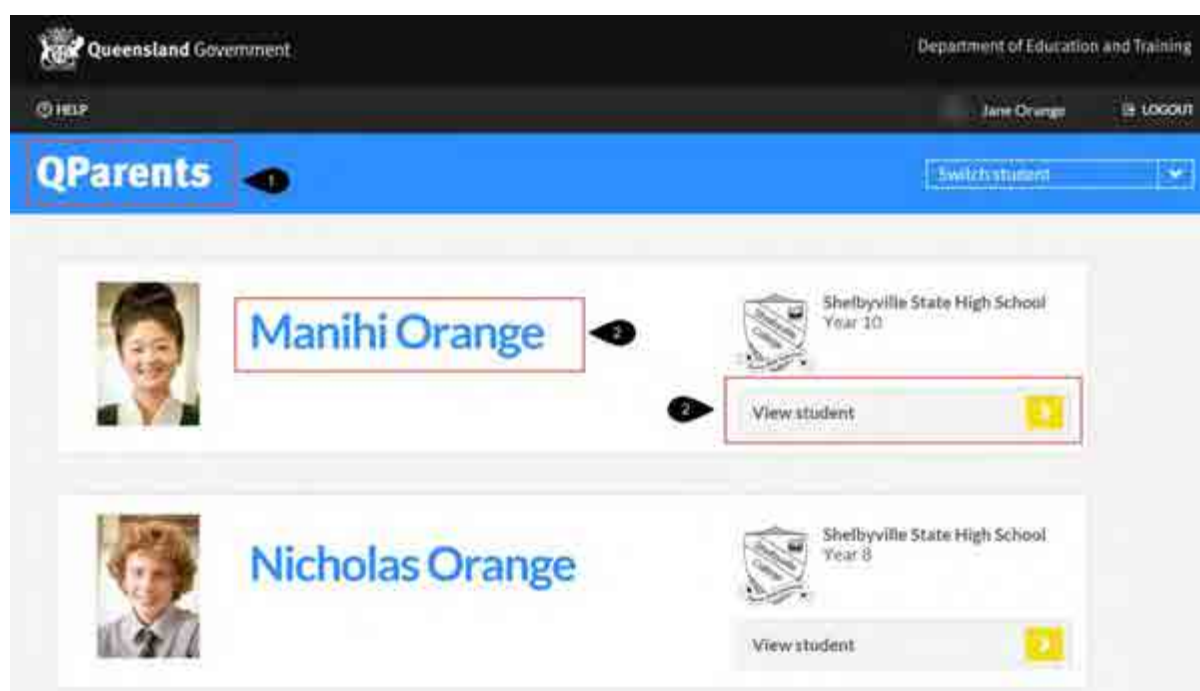 Queensland Government
Department of Education and Training
HELP
Jane Orange
LOGOUT
QParents
1
Switch student
Manihi Orange
2
Shelbyville State High School
Year 10
2
View student
Nicholas Orange
Shelbyville State High School
Year 8
View student